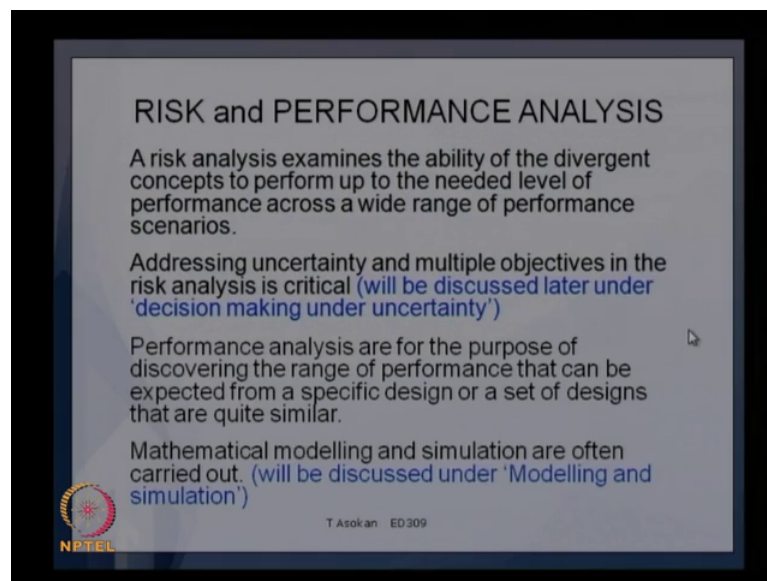 RISK and PERFORMANCE ANALYSIS
A risk analysis examines the ability of the divergent
concepts to perform up to the needed level of
performance across a wide range of performance
scenarios.
Addressing uncertainty and multiple objectives in the
risk analysis is critical (will be discussed later under
‘decision making under uncertainty’)
Performance analysis are for the purpose of
discovering the range of performance that can be
expected from a specific design or a set of designs
that are quite similar.
Mathematical modelling and simulation are often
carried out. (will be discussed under ‘Modelling and
simulation’)
T Asokan ED309
NPTEL